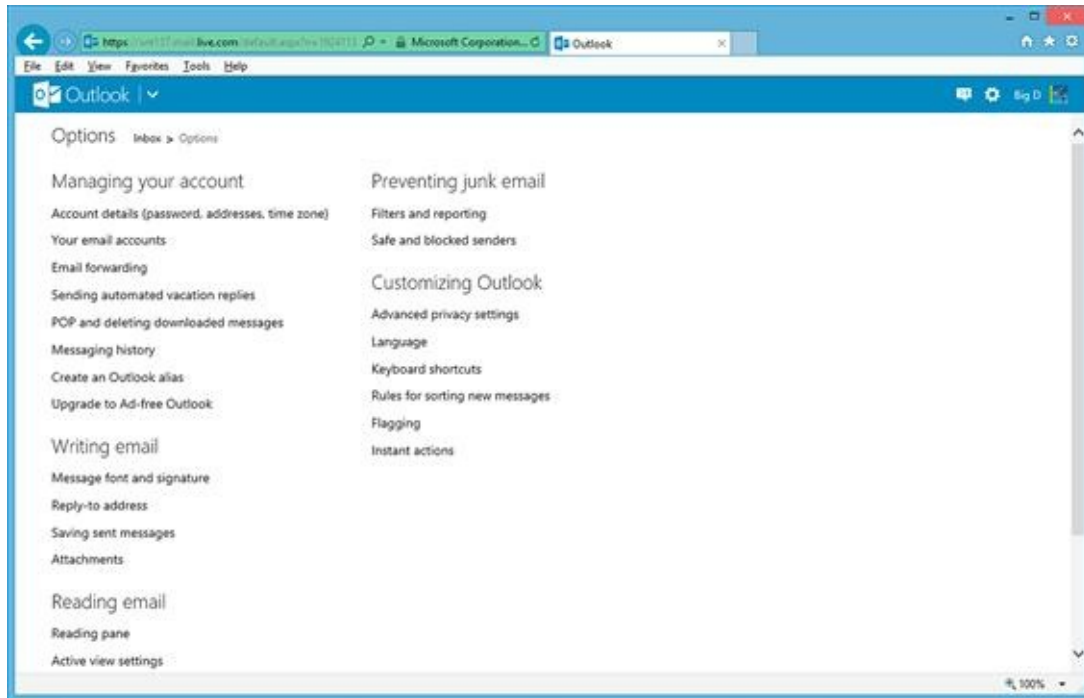 https
live.com
Microsoft Corporation...
Outlook
File Edit View Favorites Tools Help
Outlook
Big D
Options Inbox > Options
Managing your account
Account details (password, addresses, time zone)
Your email accounts
Email forwarding
Sending automated vacation replies
POP and deleting downloaded messages
Messaging history
Create an Outlook alias
Upgrade to Ad-free Outlook
Writing email
Message font and signature
Reply-to address
Saving sent messages
Attachments
Reading email
Reading pane
Active view settings
Preventing junk email
Filters and reporting
Safe and blocked senders
Customizing Outlook
Advanced privacy settings
Language
Keyboard shortcuts
Rules for sorting new messages
Flagging
Instant actions
100%